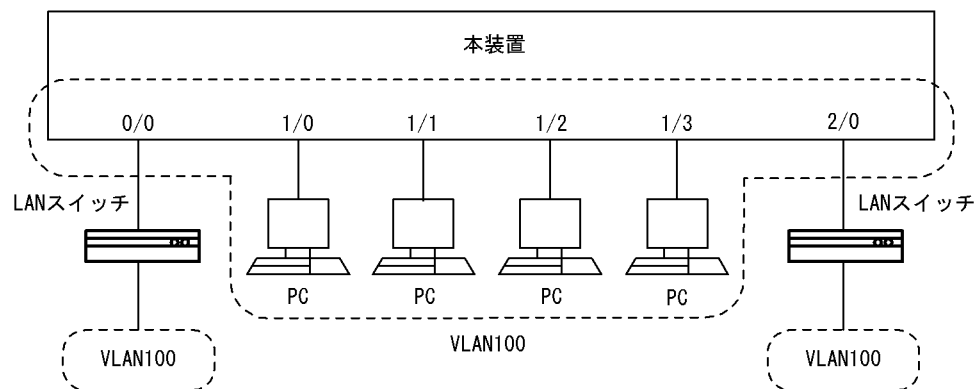 本装置
0/0 1/0 1/1 1/2 1/3 2/0
LANスイッチ LANスイッチ
PC PC PC PC
VLAN100
VLAN100 VLAN100